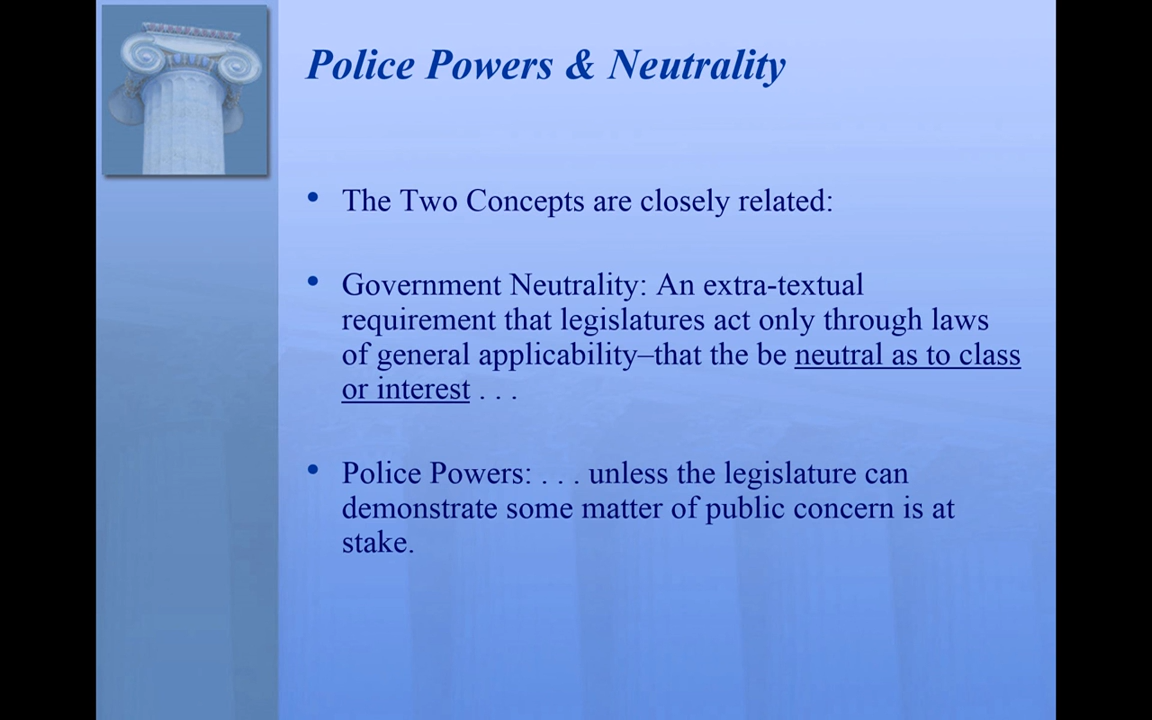 Police Powers & Neutrality
• The Two Concepts are closely related:
• Government Neutrality: An extra-textual
requirement that legislatures act only through laws
of general applicability–that the be neutral as to class
or interest . . .
• Police Powers: . . . unless the legislature can
demonstrate some matter of public concern is at
stake.